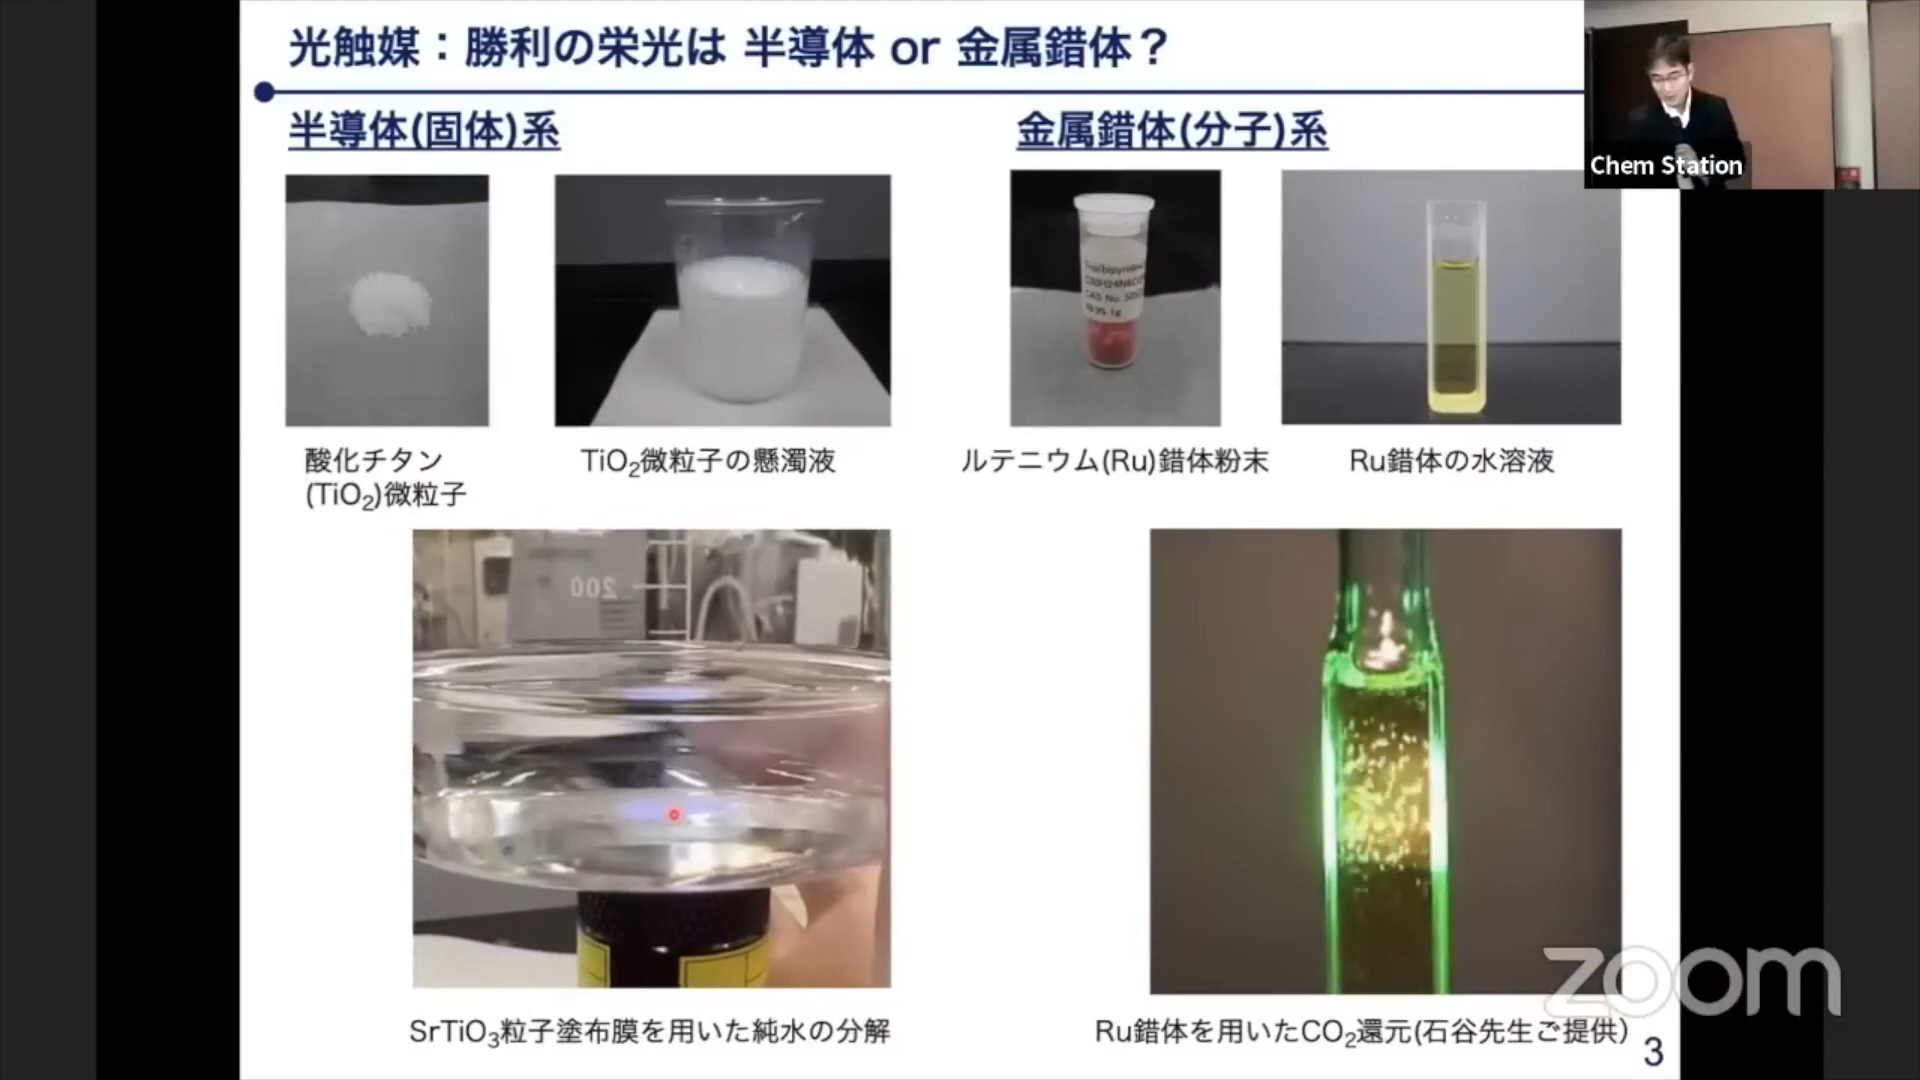 光触媒：勝利の栄光は 半導体 or 金属錯体？
半導体(固体)系
金属錯体(分子)系
Chem Station
酸化チタン
(TiO₂)微粒子
TiO₂微粒子の懸濁液
ルテニウム(Ru)錯体粉末
Ru錯体の水溶液
CAS No.
200
SrTiO₃粒子塗布膜を用いた純水の分解
Ru錯体を用いたCO₂還元(石谷先生ご提供)
zoom
3